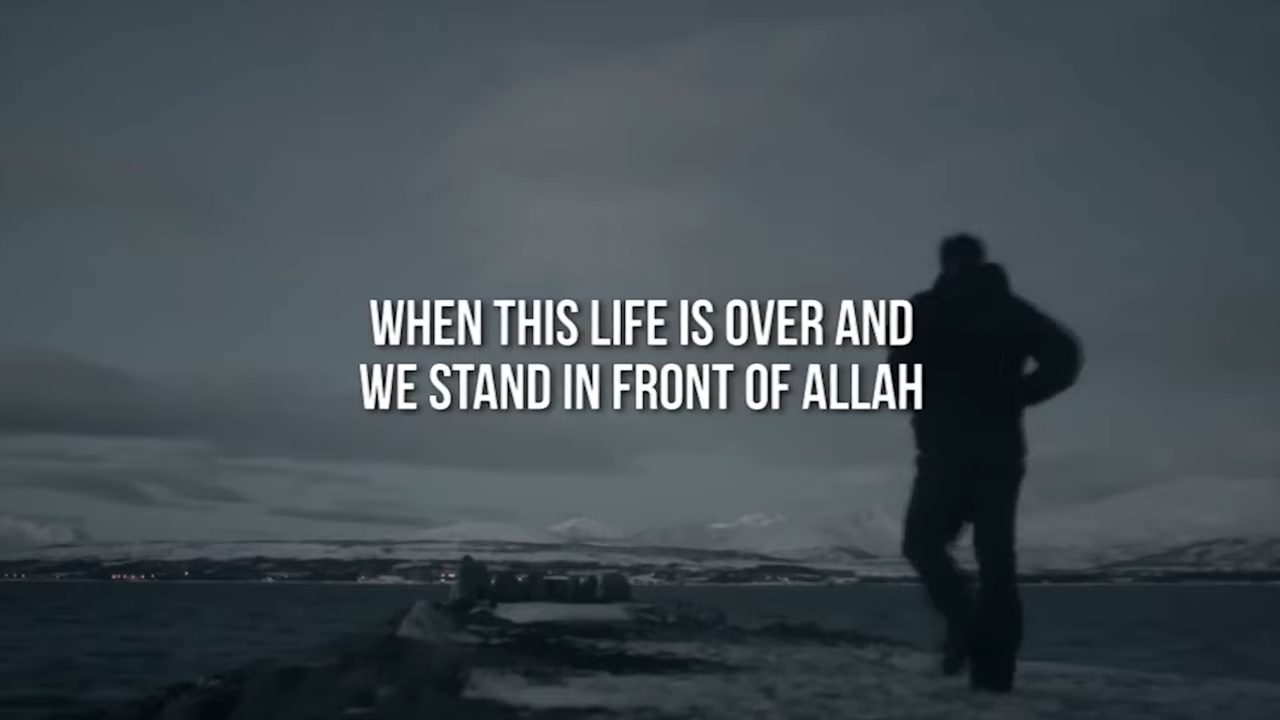 WHEN THIS LIFE IS OVER AND
WE STAND IN FRONT OF ALLAH